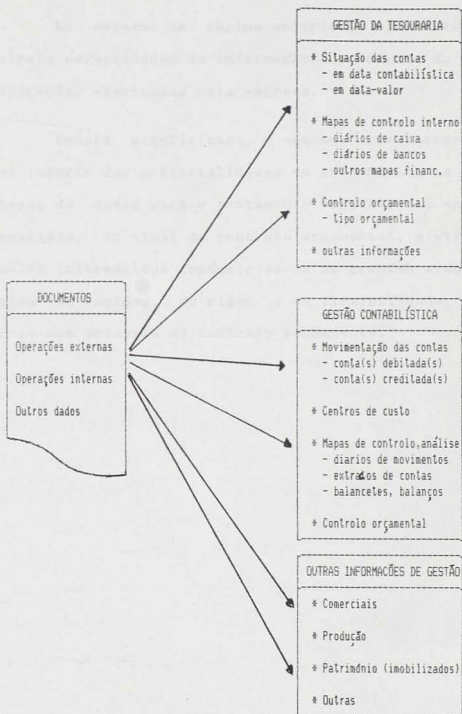 DOCUMENTOS
Operações externas
Operações internas
Outros dados
GESTÃO DA TESOURARIA
* Situação das contas
- em data contabilística
- em data-valor
* Mapas de controlo interno
- diários de caixa
- diários de bancos
- outros mapas financ.
* Controlo orçamental
- tipo orçamental
* outras informações
GESTÃO CONTABILÍSTICA
* Movimentação das contas
- conta(s) debitada(s)
- conta(s) creditada(s)
* Centros de custo
* Mapas de controlo,análise
- diarios de movimentos
- extratos de contas
- balancetes, balanços
* Controlo orçamental
OUTRAS INFORMACÕES DE GESTÃO
* Comerciais
* Produção
* Património (imobilizados)
* Outras